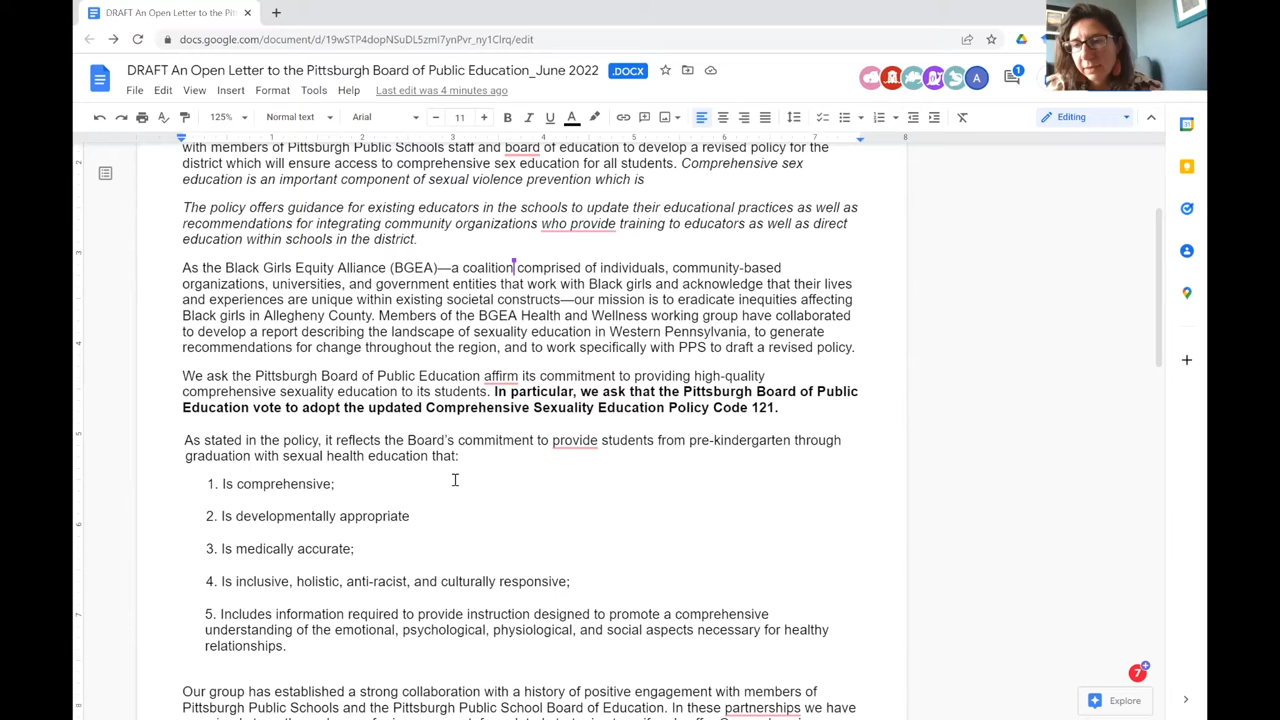 DRAFT An Open Letter to the Pitt
docs.google.com/document/d/19wSTP4dopNSuDL5zml7ynPvr_ny1Clrq/edit
DRAFT An Open Letter to the Pittsburgh Board of Public Education_June 2022 .DOCX
A 1
File Edit View Insert Format Tools Help Last edit was 4 minutes ago
125% Normal text Arial 11 B I U A Editing
3 4 5 6 7 8
with members of Pittsburgh Public Schools staff and board of education to develop a revised policy for the
district which will ensure access to comprehensive sex education for all students. Comprehensive sex
education is an important component of sexual violence prevention which is
The policy offers guidance for existing educators in the schools to update their educational practices as well as
recommendations for integrating community organizations who provide training to educators as well as direct
education within schools in the district.
As the Black Girls Equity Alliance (BGEA)—a coalition comprised of individuals, community-based
organizations, universities, and government entities that work with Black girls and acknowledge that their lives
and experiences are unique within existing societal constructs—our mission is to eradicate inequities affecting
Black girls in Allegheny County. Members of the BGEA Health and Wellness working group have collaborated
to develop a report describing the landscape of sexuality education in Western Pennsylvania, to generate
recommendations for change throughout the region, and to work specifically with PPS to draft a revised policy.
We ask the Pittsburgh Board of Public Education affirm its commitment to providing high-quality
comprehensive sexuality education to its students. In particular, we ask that the Pittsburgh Board of Public
Education vote to adopt the updated Comprehensive Sexuality Education Policy Code 121.
As stated in the policy, it reflects the Board's commitment to provide students from pre-kindergarten through
graduation with sexual health education that:
1. Is comprehensive;
2. Is developmentally appropriate
3. Is medically accurate;
4. Is inclusive, holistic, anti-racist, and culturally responsive;
5. Includes information required to provide instruction designed to promote a comprehensive
understanding of the emotional, psychological, physiological, and social aspects necessary for healthy
relationships.
7
Our group has established a strong collaboration with a history of positive engagement with members of
Pittsburgh Public Schools and the Pittsburgh Public School Board of Education. In these partnerships we have
Explore